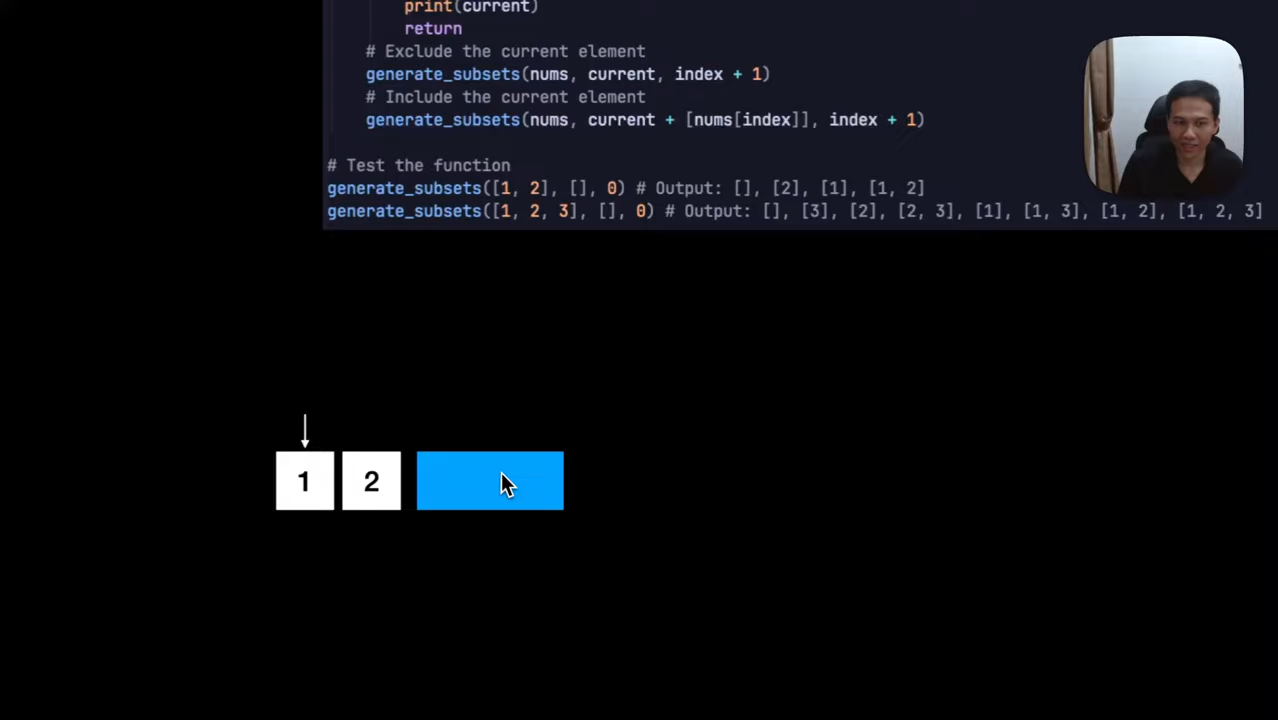 print(current)
return
# Exclude the current element
generate_subsets(nums, current, index + 1)
# Include the current element
generate_subsets(nums, current + [nums[index]], index + 1)
# Test the function
generate_subsets([1, 2], [], 0) # Output: [], [2], [1], [1, 2]
generate_subsets([1, 2, 3], [], 0) # Output: [], [3], [2], [2, 3], [1], [1, 3], [1, 2], [1, 2, 3]
1 2